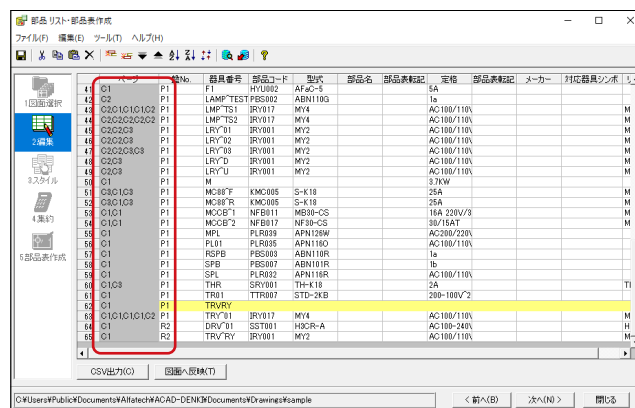 部品 リスト・部品表作成
ファイル(F) 編集(E) ツール(T) ヘルプ(H)
ページ 盤No. 器具番号 部品コード 型式 部品名 部品表転記 定格 部品表転記 メーカー 対応器具シンボ
41 C1 P1 F1 HYU002 AFaC-5 5A
42 C2 P1 LAMP~TEST PBS002 ABN110G 1a
43 C2,C1,C1,C1,C2 P1 LMP~TS1 IRY017 MY4 AC100/110V M
44 C2,C2,C2,C2,C2 P1 LMP~TS2 IRY017 MY4 AC100/110V M
45 C2,C2,C3 P1 LRY~01 IRY001 MY2 AC100/110V M
46 C2,C2,C3 P1 LRY~02 IRY001 MY2 AC100/110V M
47 C2,C2,C3,C3 P1 LRY~03 IRY001 MY2 AC100/110V M
48 C2,C3 P1 LRY~D IRY001 MY2 AC100/110V M
49 C2,C3 P1 LRY~U IRY001 MY2 AC100/110V M
50 C1 P1 M 3.7KW
51 C3,C1,C3 P1 MC88~F KMC005 S-K18 25A M
52 C3,C1,C3 P1 MC88~R KMC005 S-K18 25A M
53 C1,C1 P1 MCCB~1 NFB011 MB30-CS 16A 220V/3 M
54 C1,C1 P1 MCCB~2 NFB017 NF30-CS 30/15AT M
55 C1 P1 MPL PLR039 APN126W AC200/220V
56 C1 P1 PL01 PLR035 APN116O AC100/110V
57 C1 P1 RSPB PBS003 ABN110R 1a
58 C1 P1 SPB PBS007 ABN101R 1b
59 C1 P1 SPL PLR032 APN116R AC100/110V
60 C1,C3 P1 THR SRY001 TH-K18 2A TI
61 C1 P1 TR01 TTR007 STD-2KB 200-100V~2
62 C1 P1 TRVRY
63 C1,C1,C1,C1,C2 P1 TRY~01 IRY017 MY4 AC100/110V M
64 C1 R2 DRV~01 SST001 H3CR-A AC100-240V H
65 C1 R2 TRV~RY IRY001 MY2 AC100/110V M
1.図面選択
2.編集
3.スタイル
4.集約
5.部品表作成
CSV出力(C) 図面へ反映(T)
C:¥Users¥Public¥Documents¥Alfatech¥ACAD-DENKI¥Documents¥Drawings¥sample < 前へ(B) 次へ(N) > 閉じる